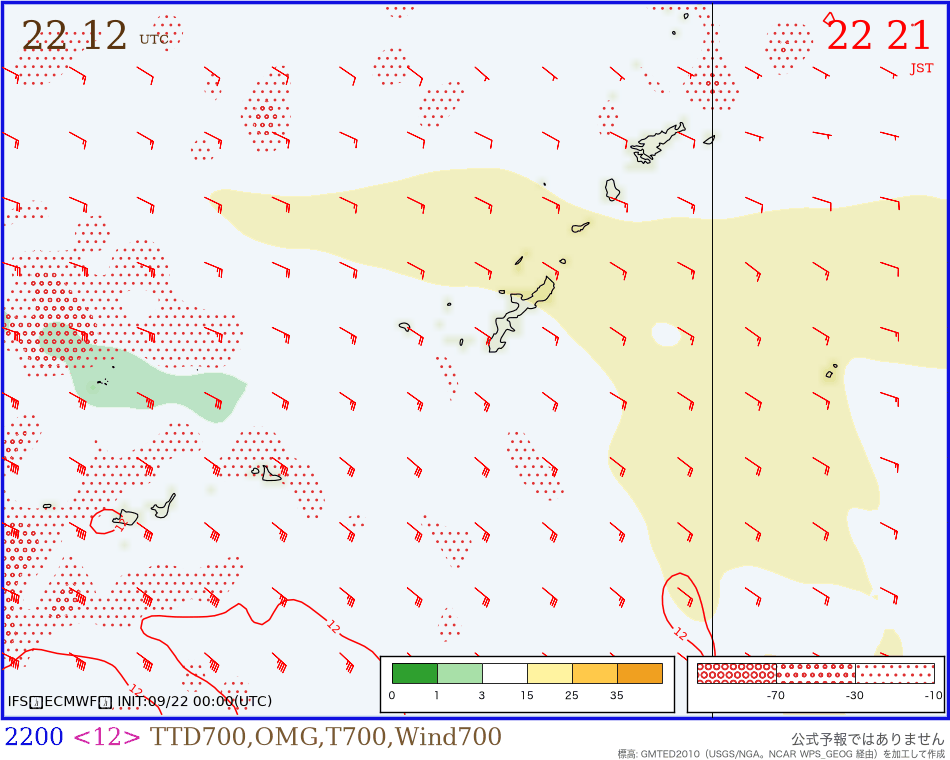 22 12 UTC
22 21
JST
12
12
12
12
IFS ECMWF INIT:09/22 00:00(UTC)
0 1 3 15 25 35
-70 -30 -10
2200 <12> TTD700,OMG,T700,Wind700
公式予報ではありません
標高: GMTED2010（USGS/NGA。NCAR WPS_GEOG 経由）を加工して作成